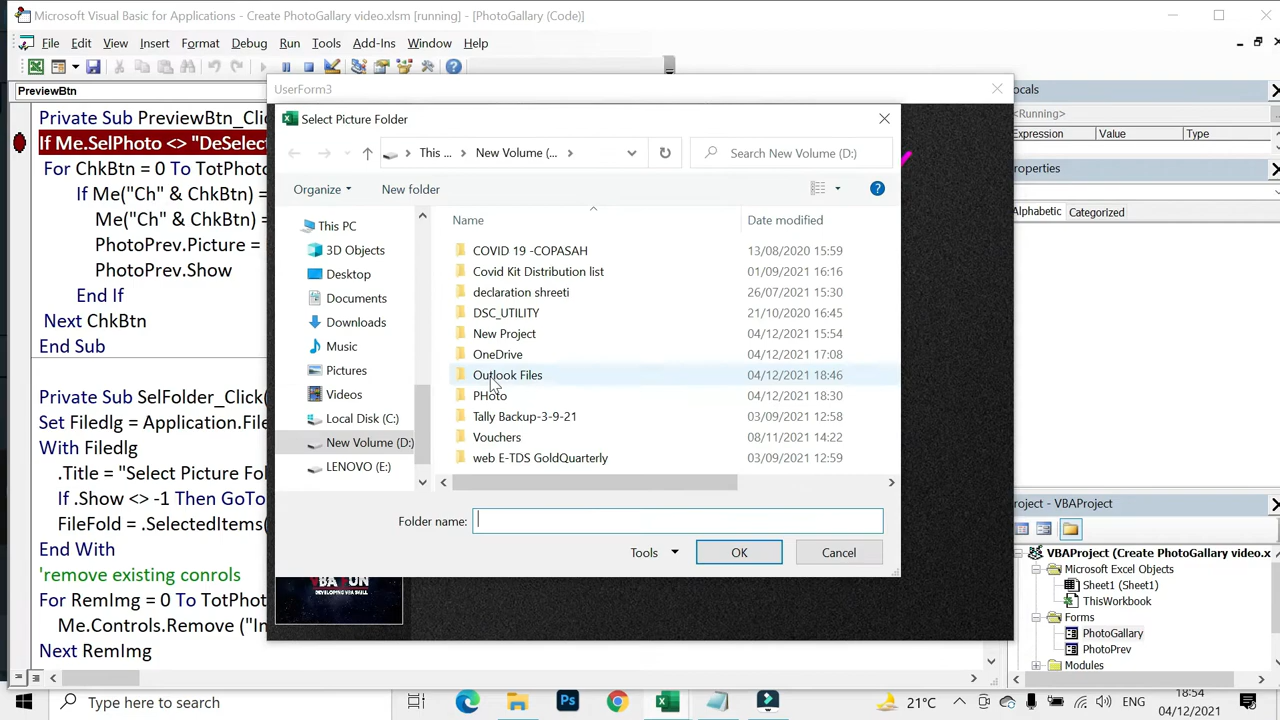 Microsoft Visual Basic for Applications - Create PhotoGallary video.xlsm [running] - [PhotoGallary (Code)]
File Edit View Insert Format Debug Run Tools Add-Ins Window Help
PreviewBtn
Private Sub PreviewBtn_Clic
If Me.SelPhoto <> "DeSelect
For ChkBtn = 0 To TotPhoto
If Me("Ch" & ChkBtn) =
Me("Ch" & ChkBtn) =
PhotoPrev.Picture =
PhotoPrev.Show
End If
Next ChkBtn
End Sub
Private Sub SelFolder_Click(
Set Filedlg = Application.File
With Filedlg
.Title = "Select Picture Fol
If .Show <> -1 Then GoTo
FileFold = .SelectedItems(
End With
'remove existing conrols
For RemImg = 0 To TotPhot
Me.Controls.Remove ("In
Next RemImg
UserForm3
Select Picture Folder
This ... New Volume (...
Search New Volume (D:)
Organize New folder
This PC
3D Objects
Desktop
Documents
Downloads
Music
Pictures
Videos
Local Disk (C:)
New Volume (D:)
LENOVO (E:)
Name Date modified
COVID 19 -COPASAH 13/08/2020 15:59
Covid Kit Distribution list 01/09/2021 16:16
declaration shreeti 26/07/2021 15:30
DSC_UTILITY 21/10/2020 16:45
New Project 04/12/2021 15:54
OneDrive 04/12/2021 17:08
Outlook Files 04/12/2021 18:46
PHoto 04/12/2021 18:30
Tally Backup-3-9-21 03/09/2021 12:58
Vouchers 08/11/2021 14:22
web E-TDS GoldQuarterly 03/09/2021 12:59
Folder name:
Tools OK Cancel
VBA FUN
DEVELOPING VBA SKILL
ocals
<Running>
Expression Value Type
roperties
Alphabetic Categorized
roject - VBAProject
VBAProject (Create PhotoGallary video.x
Microsoft Excel Objects
Sheet1 (Sheet1)
ThisWorkbook
Forms
PhotoGallary
PhotoPrev
Modules
Type here to search
Ps
21°C
ENG
18:54
04/12/2021